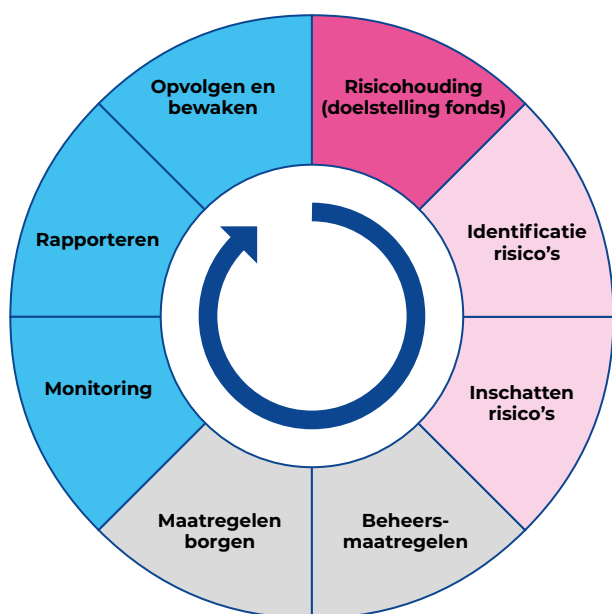 Risicohouding
(doelstelling fonds)
Identificatie
risico's
Inschatten
risico's
Beheers-
maatregelen
Maatregelen
borgen
Monitoring
Rapporteren
Opvolgen en
bewaken